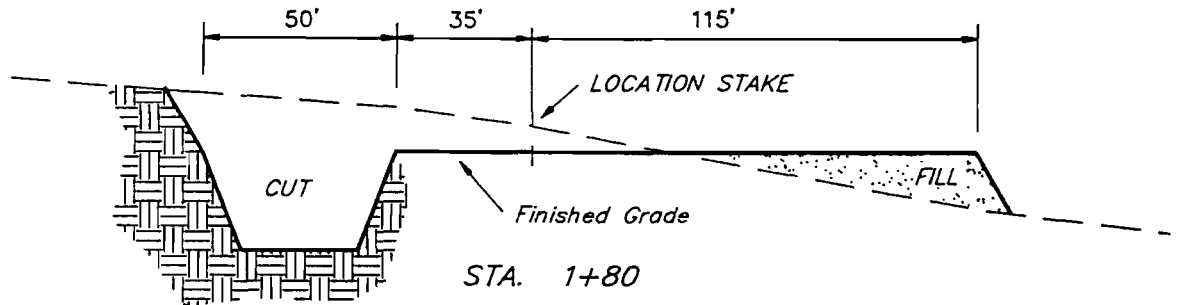 50' 35' 115'
LOCATION STAKE
CUT
FILL
Finished Grade
STA. 1+80